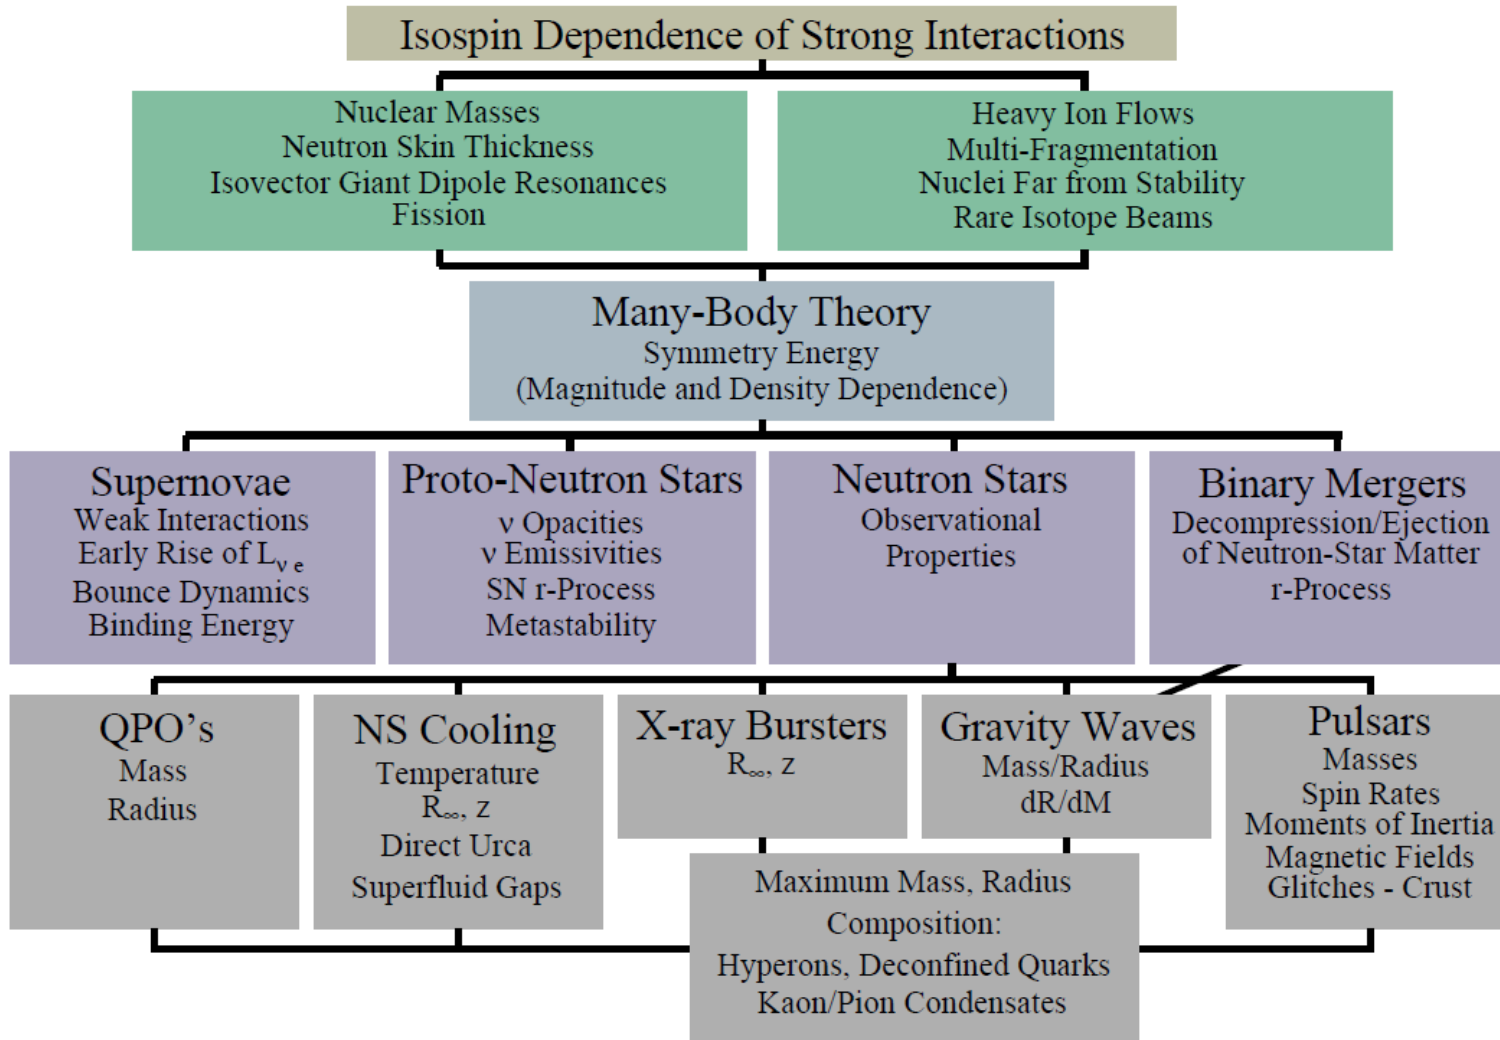 Isospin Dependence of Strong Interactions
Nuclear Masses
Neutron Skin Thickness
Isovector Giant Dipole Resonances
Fission
Heavy Ion Flows
Multi-Fragmentation
Nuclei Far from Stability
Rare Isotope Beams
Many-Body Theory
Symmetry Energy
(Magnitude and Density Dependence)
Supernovae
Weak Interactions
Early Rise of L_ν e
Bounce Dynamics
Binding Energy
Proto-Neutron Stars
ν Opacities
ν Emissivities
SN r-Process
Metastability
Neutron Stars
Observational
Properties
Binary Mergers
Decompression/Ejection
of Neutron-Star Matter
r-Process
QPO’s
Mass
Radius
NS Cooling
Temperature
R∞, z
Direct Urca
Superfluid Gaps
X-ray Bursters
R∞, z
Gravity Waves
Mass/Radius
dR/dM
Pulsars
Masses
Spin Rates
Moments of Inertia
Magnetic Fields
Glitches - Crust
Maximum Mass, Radius
Composition:
Hyperons, Deconfined Quarks
Kaon/Pion Condensates